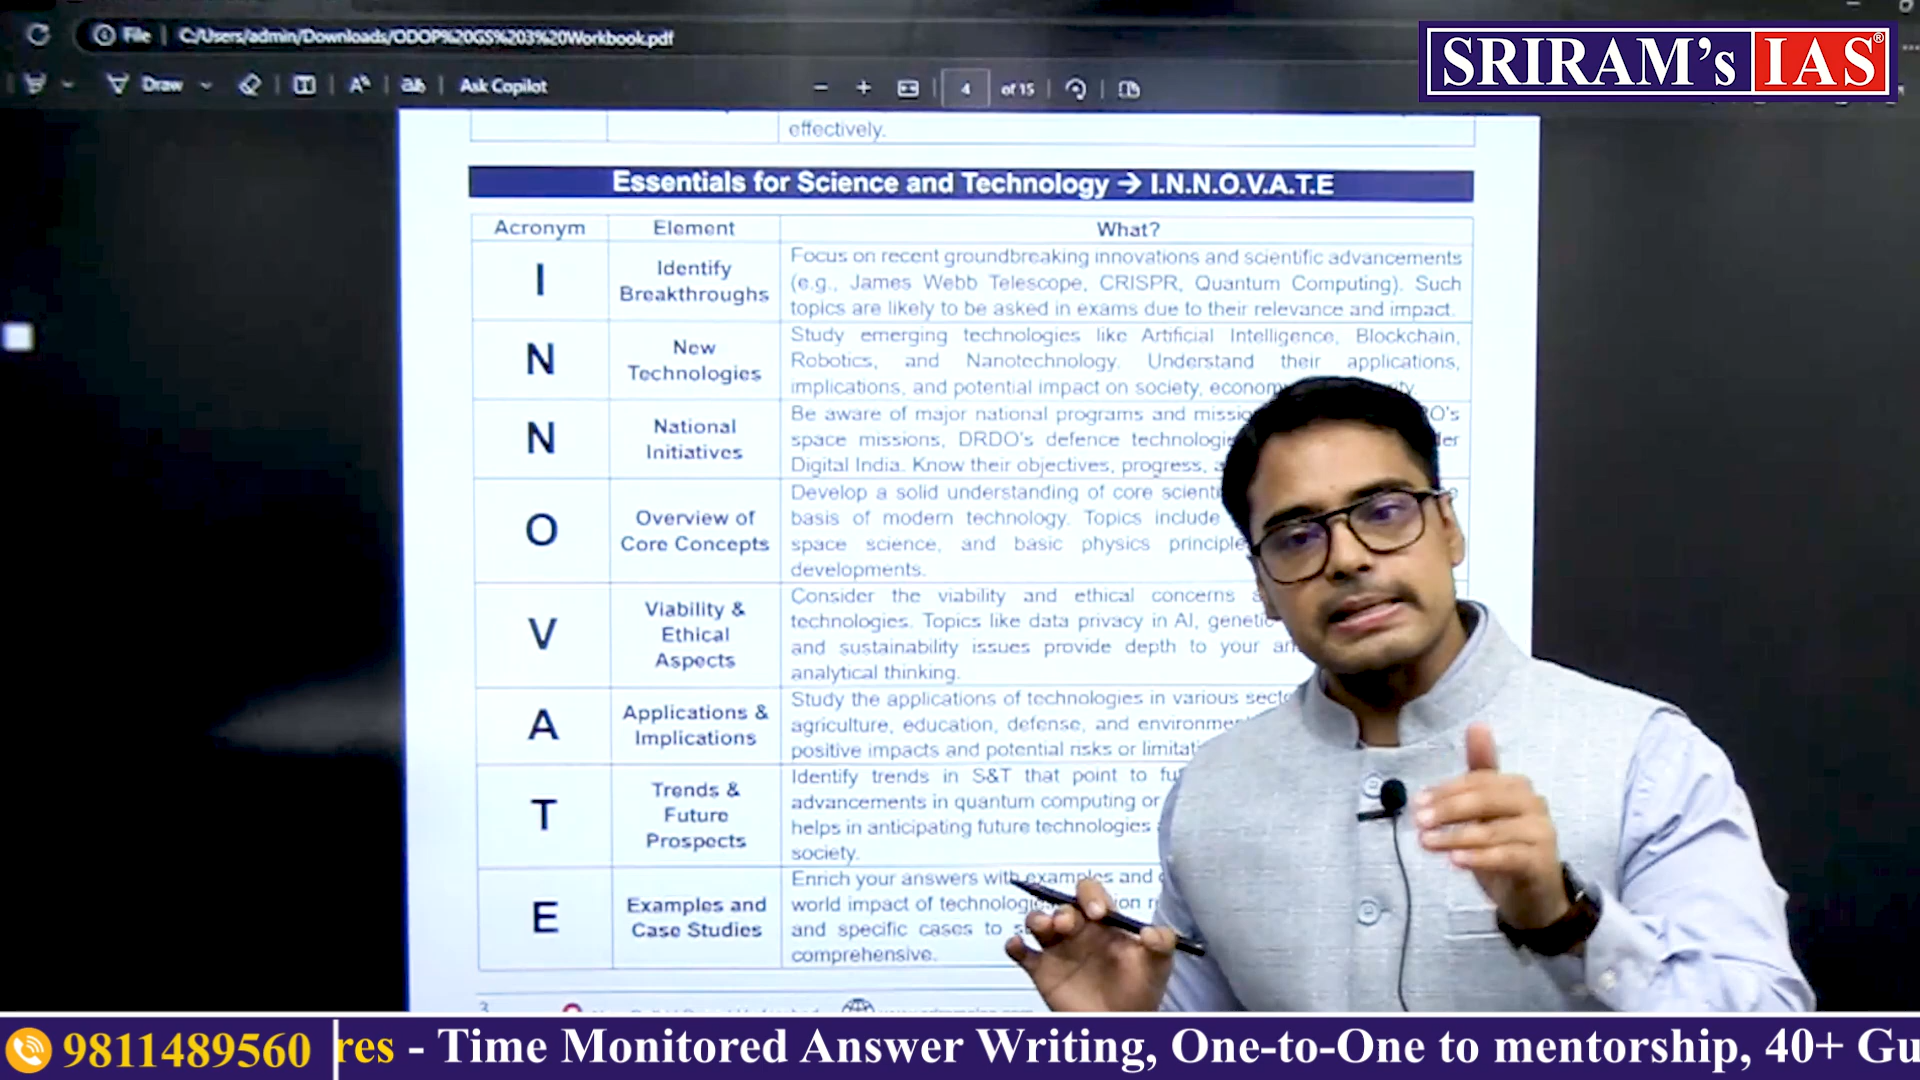 File | C:/Users/admin/Downloads/ODOP%20GS%203%20Workbook.pdf
SRIRAM's IAS®
Draw
Ask Copilot
4 of 15
effectively.
Essentials for Science and Technology → I.N.N.O.V.A.T.E
Acronym Element What?
I
Identify
Breakthroughs
Focus on recent groundbreaking innovations and scientific advancements
(e.g., James Webb Telescope, CRISPR, Quantum Computing). Such
topics are likely to be asked in exams due to their relevance and impact.
N
New
Technologies
Study emerging technologies like Artificial Intelligence, Blockchain,
Robotics, and Nanotechnology. Understand their applications,
implications, and potential impact on society,
N
National
Initiatives
Be aware of major national programs and
space missions, DRDO's defence
Digital India. Know their objectives, progress,
O
Overview of
Core Concepts
Develop a solid understanding of core
basis of modern technology. Topics include
space science, and basic physics
developments.
V
Viability &
Ethical
Aspects
Consider the viability and ethical concerns
technologies. Topics like data privacy in AI,
and sustainability issues provide depth to your
analytical thinking.
A
Applications &
Implications
Study the applications of technologies in various
agriculture, education, defense, and
positive impacts and potential risks or
T
Trends &
Future
Prospects
Identify trends in S&T that point to
advancements in quantum computing or
helps in anticipating future technologies
society.
E
Examples and
Case Studies
Enrich your answers with examples and
world impact of
and specific cases to
comprehensive.
3
9811489560 res - Time Monitored Answer Writing, One-to-One to mentorship, 40+ Gu